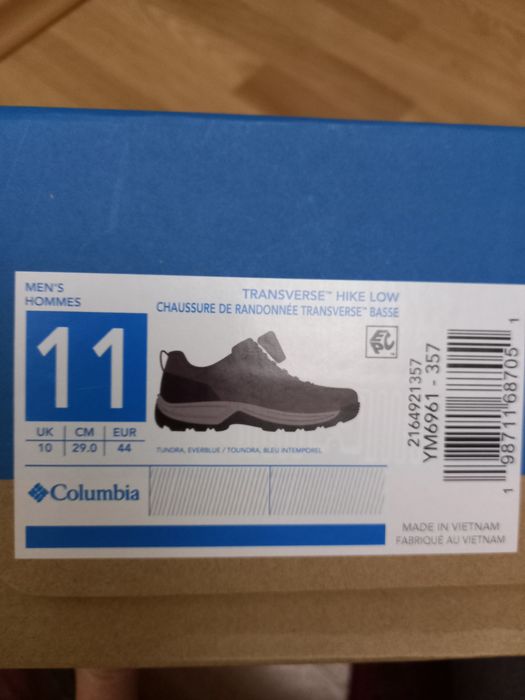 MEN'S
HOMMES
11
UK CM EUR
10 29.0 44
TRANSVERSE™ HIKE LOW
CHAUSSURE DE RANDONNÉE TRANSVERSE™ BASSE
EPC
TUNDRA, EVERBLUE / TOUNDRA, BLEU INTEMPOREL
Columbia
2164921357
YM6961 - 357
1 98711 68705 1
MADE IN VIETNAM
FABRIQUÉ AU VIETNAM